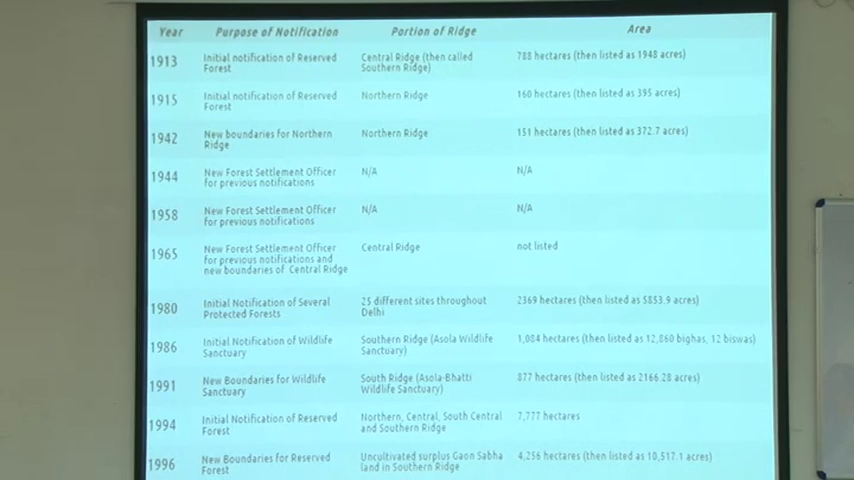 Year Purpose of Notification Portion of Ridge Area
1913 Initial notification of Reserved Central Ridge (then called 788 hectares (then listed as 1948 acres)
Forest Southern Ridge)
1915 Initial notification of Reserved Northern Ridge 160 hectares (then listed as 395 acres)
Forest
1942 New boundaries for Northern Northern Ridge 151 hectares (then listed as 372.7 acres)
Ridge
1944 New Forest Settlement Officer N/A N/A
for previous notifications
1958 New Forest Settlement Officer N/A N/A
for previous notifications
1965 New Forest Settlement Officer Central Ridge not listed
for previous notifications and
new boundaries of Central Ridge
1980 Initial Notification of Several 25 different sites throughout 2369 hectares (then listed as 5853.9 acres)
Protected Forests Delhi
1986 Initial Notification of Wildlife Southern Ridge (Asola Wildlife 1,084 hectares (then listed as 12,860 bighas, 12 biswas)
Sanctuary Sanctuary)
1991 New Boundaries for Wildlife South Ridge (Asola-Bhatti 877 hectares (then listed as 2166.28 acres)
Sanctuary Wildlife Sanctuary)
1994 Initial Notification of Reserved Northern, Central, South Central 7,777 hectares
Forest and Southern Ridge
1996 New Boundaries for Reserved Uncultivated surplus Gaon Sabha 4,256 hectares (then listed as 10,517.1 acres)
Forest land in Southern Ridge